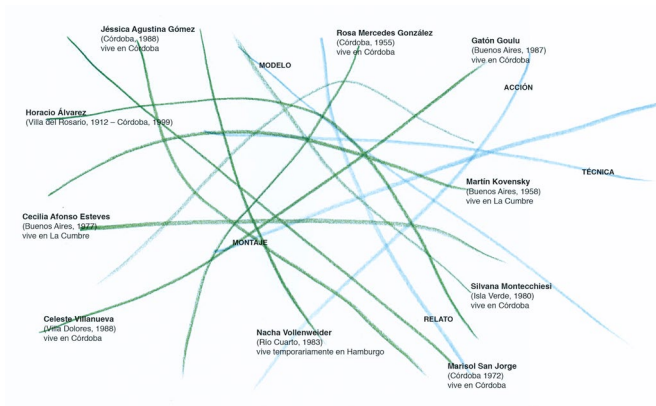 Jéssica Agustina Gómez
(Córdoba, 1988)
vive en Córdoba
Rosa Mercedes González
(Córdoba, 1955)
vive en Córdoba
Gatón Goulu
(Buenos Aires, 1987)
vive en Córdoba
MODELO
ACCIÓN
Horacio Álvarez
(Villa del Rosario, 1912 – Córdoba, 1999)
TÉCNICA
Martín Kovensky
(Buenos Aires, 1958)
vive en La Cumbre
Cecilia Afonso Esteves
(Buenos Aires, 1977)
vive en La Cumbre
MONTAJE
Silvana Montecchiesi
(Isla Verde, 1980)
vive en Córdoba
Celeste Villanueva
(Villa Dolores, 1988)
vive en Córdoba
RELATO
Nacha Vollenweider
(Río Cuarto, 1983)
vive temporariamente en Hamburgo
Marisol San Jorge
(Córdoba 1972)
vive en Córdoba